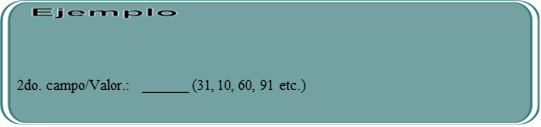 Ejemplo
2do. campo/Valor.: ______ (31, 10, 60, 91 etc.)